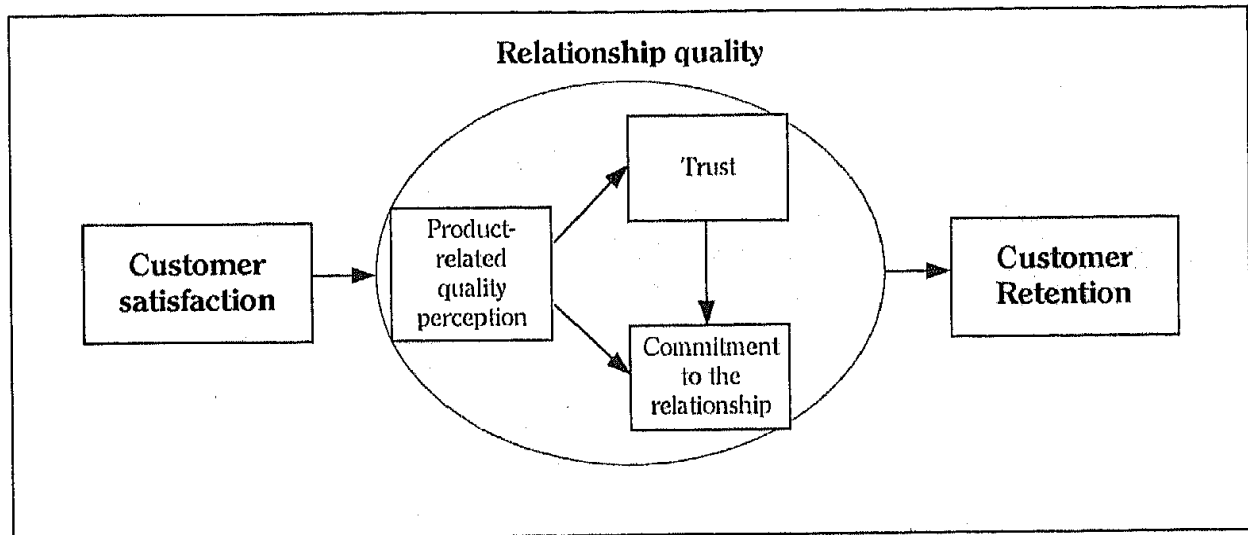 Relationship quality
Trust
Product-
related
quality
perception
Customer
satisfaction
Customer
Retention
Commitment
to the
relationship